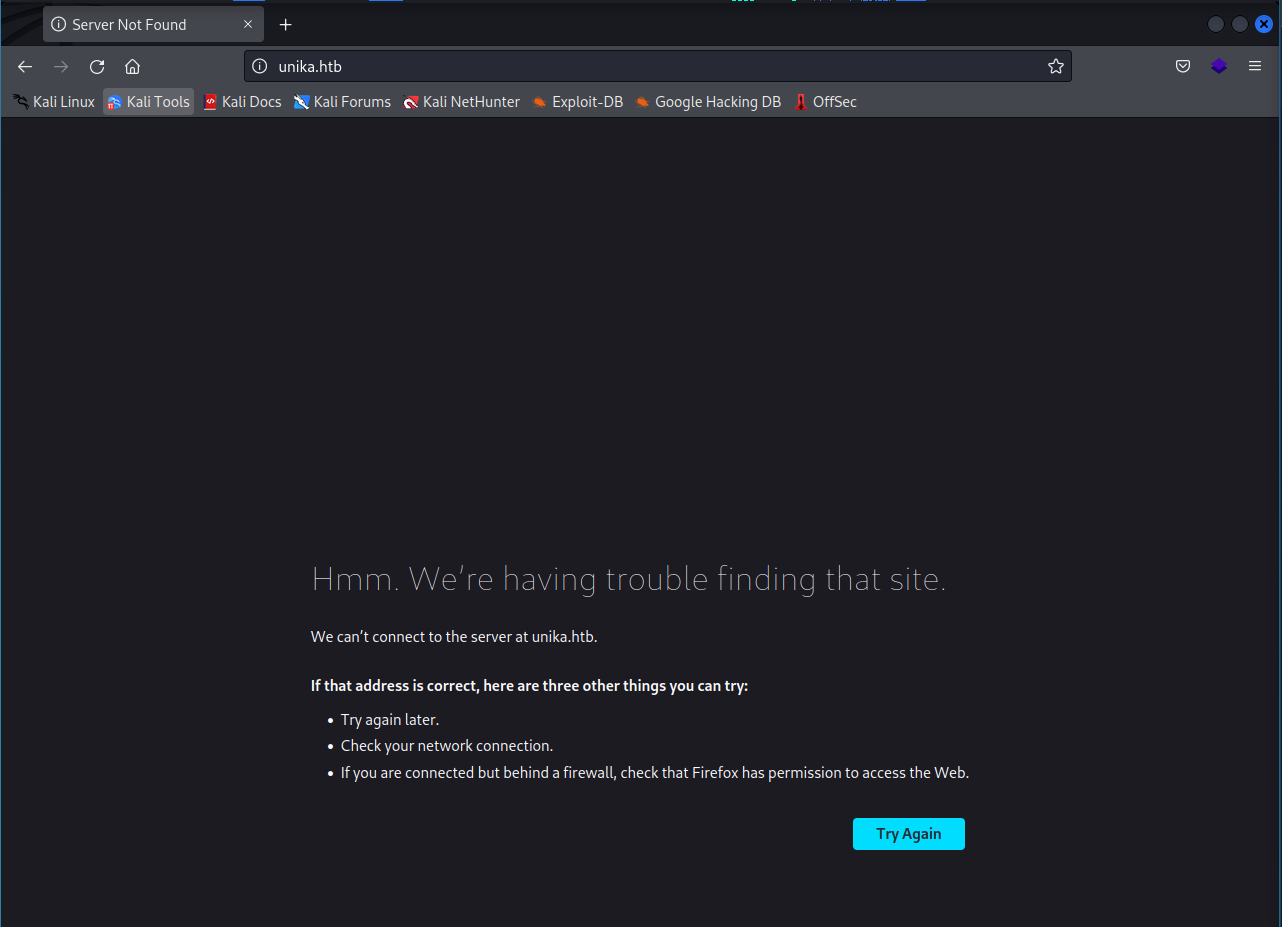 Server Not Found
unika.htb
Kali Linux Kali Tools Kali Docs Kali Forums Kali NetHunter Exploit-DB Google Hacking DB OffSec
Hmm. We’re having trouble finding that site.
We can’t connect to the server at unika.htb.
If that address is correct, here are three other things you can try:
• Try again later.
• Check your network connection.
• If you are connected but behind a firewall, check that Firefox has permission to access the Web.
Try Again